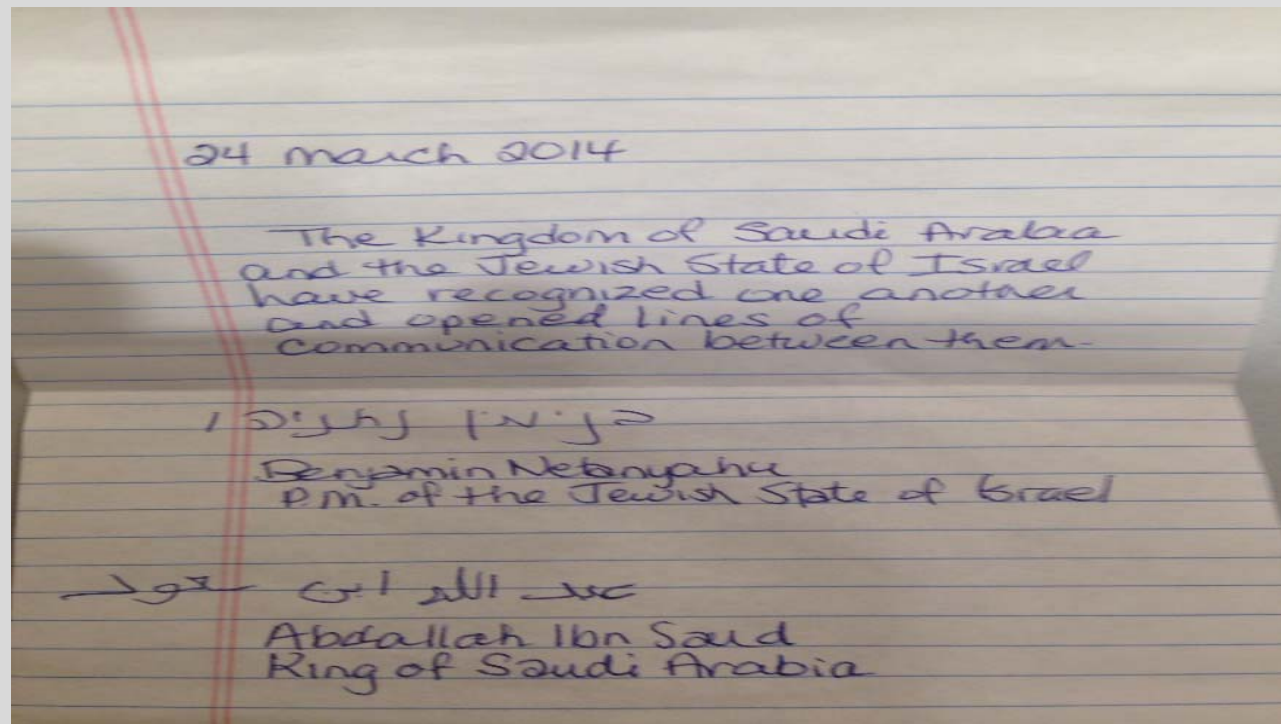 24 March 2014
The Kingdom of Saudi Arabia
and the Jewish State of Israel
have recognized one another
and opened lines of
communication between them.
Benjamin Netanyahu
P.M. of the Jewish State of Israel
عبد الله ابن سعود
Abdallah Ibn Saud
King of Saudi Arabia